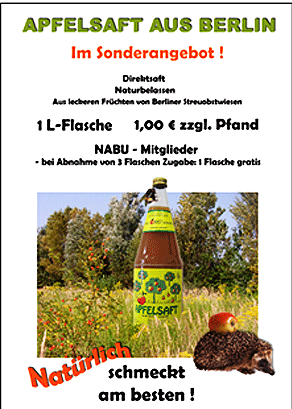 APFELSAFT AUS BERLIN
Im Sonderangebot !
Direktsaft
Naturbelassen
Aus leckeren Früchten von Berliner Streuobstwiesen
1 L-Flasche 1,00 € zzgl. Pfand
NABU - Mitglieder
- bei Abnahme von 3 Flaschen Zugabe: 1 Flasche gratis
APFELSAFT
Natürlich
schmeckt
am besten !